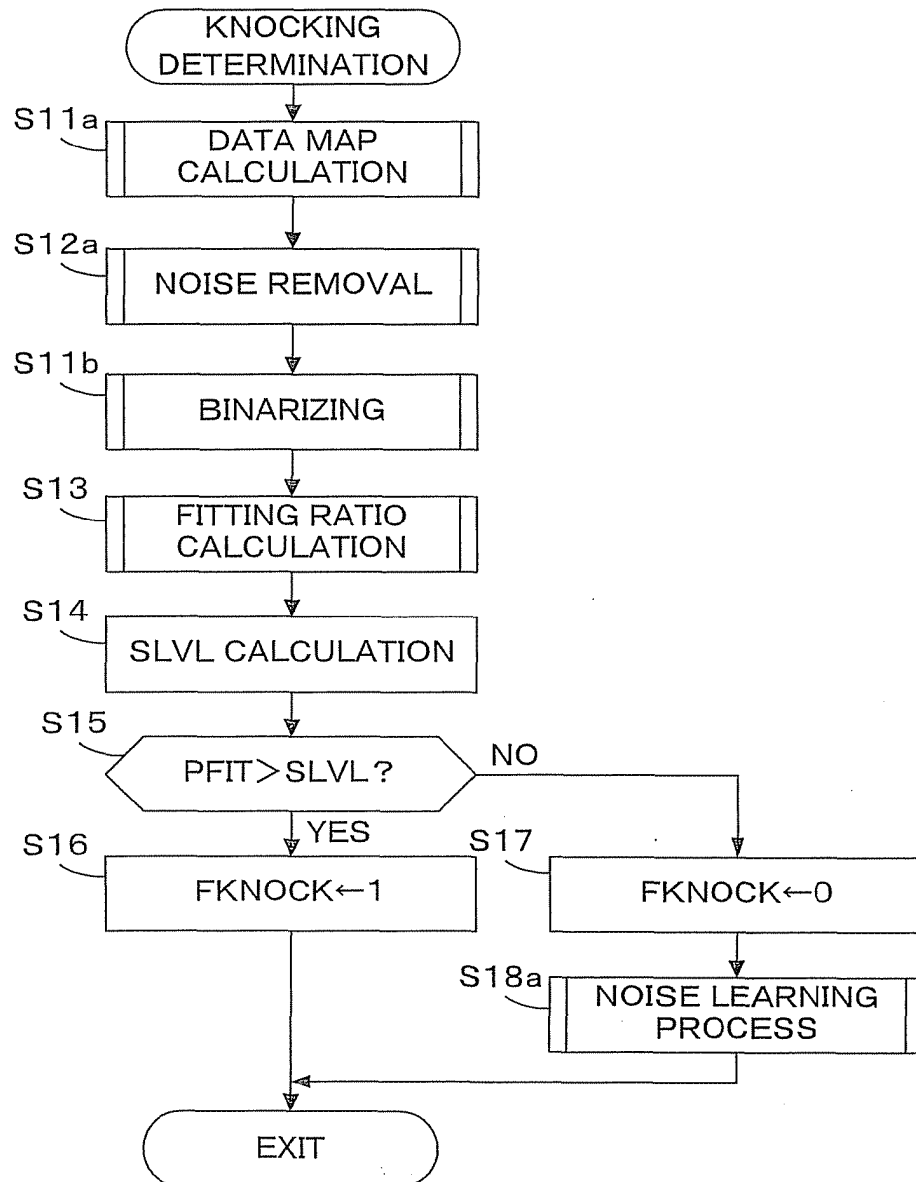 KNOCKING
DETERMINATION
S11a
DATA MAP
CALCULATION
S12a
NOISE REMOVAL
S11b
BINARIZING
S13
FITTING RATIO
CALCULATION
S14
SLVL CALCULATION
S15
PFIT>SLVL?
NO
YES
S16
FKNOCK←1
S17
FKNOCK←0
S18a
NOISE LEARNING
PROCESS
EXIT